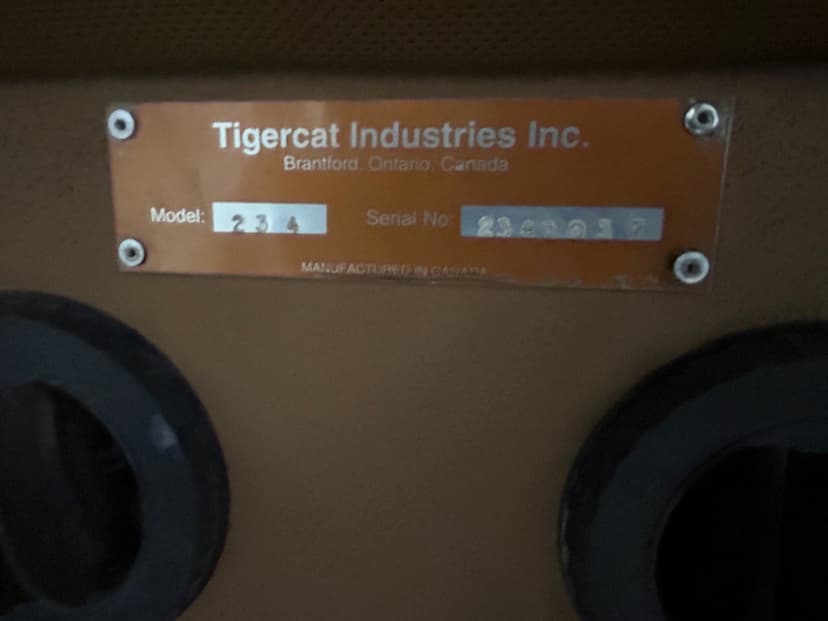 Tigercat Industries Inc.
Brantford, Ontario, Canada
Model: 234 Serial No:
MANUFACTURED IN CANADA